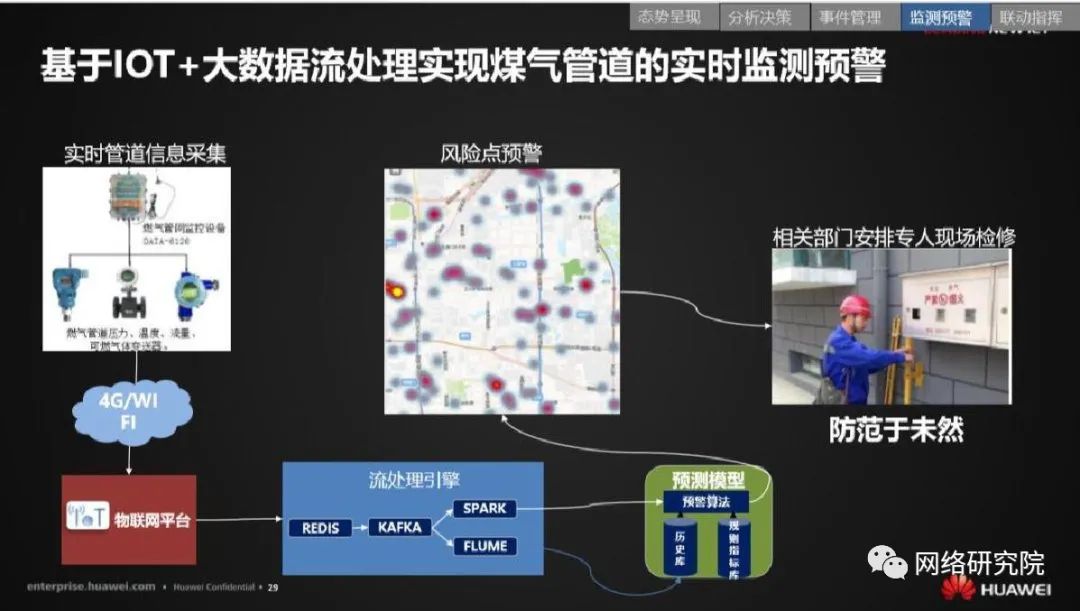 态势呈现 分析决策 事件管理 监测预警 联动指挥
基于IOT+大数据流处理实现煤气管道的实时监测预警
实时管道信息采集
燃气管网监控设备
DATA-6120
燃气管道压力、温度、流量、
可燃气体变送器。
4G/WI
FI
IoT 物联网平台
流处理引擎
REDIS
KAFKA
SPARK
FLUME
风险点预警
预测模型
预警算法
历史库
规则指标库
相关部门安排专人现场检修
防范于未然
网络研究院
enterprise.huawei.com • Huawei Confidential • 29
HUAWEI